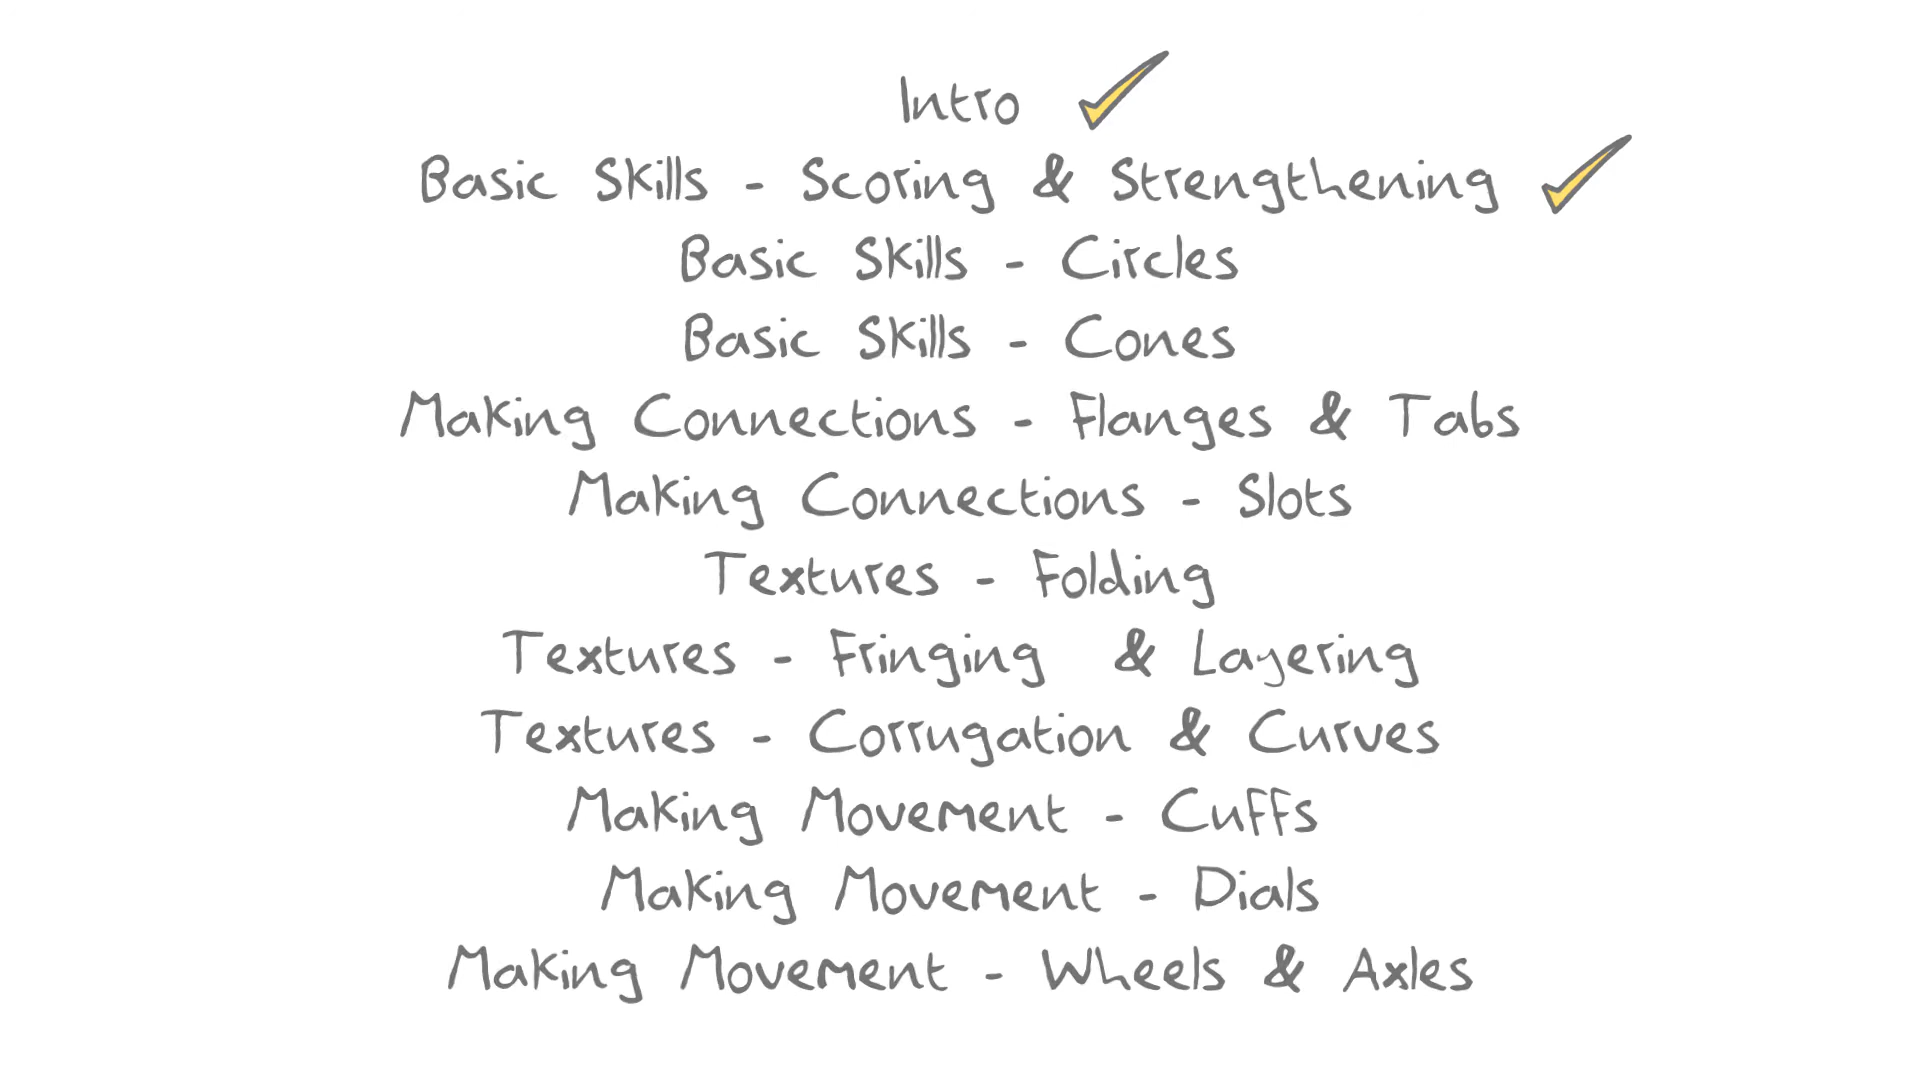 Intro
Basic Skills - Scoring & Strengthening
Basic Skills - Circles
Basic Skills - Cones
Making Connections - Flanges & Tabs
Making Connections - Slots
Textures - Folding
Textures - Fringing & Layering
Textures - Corrugation & Curves
Making Movement - Cuffs
Making Movement - Dials
Making Movement - Wheels & Axles